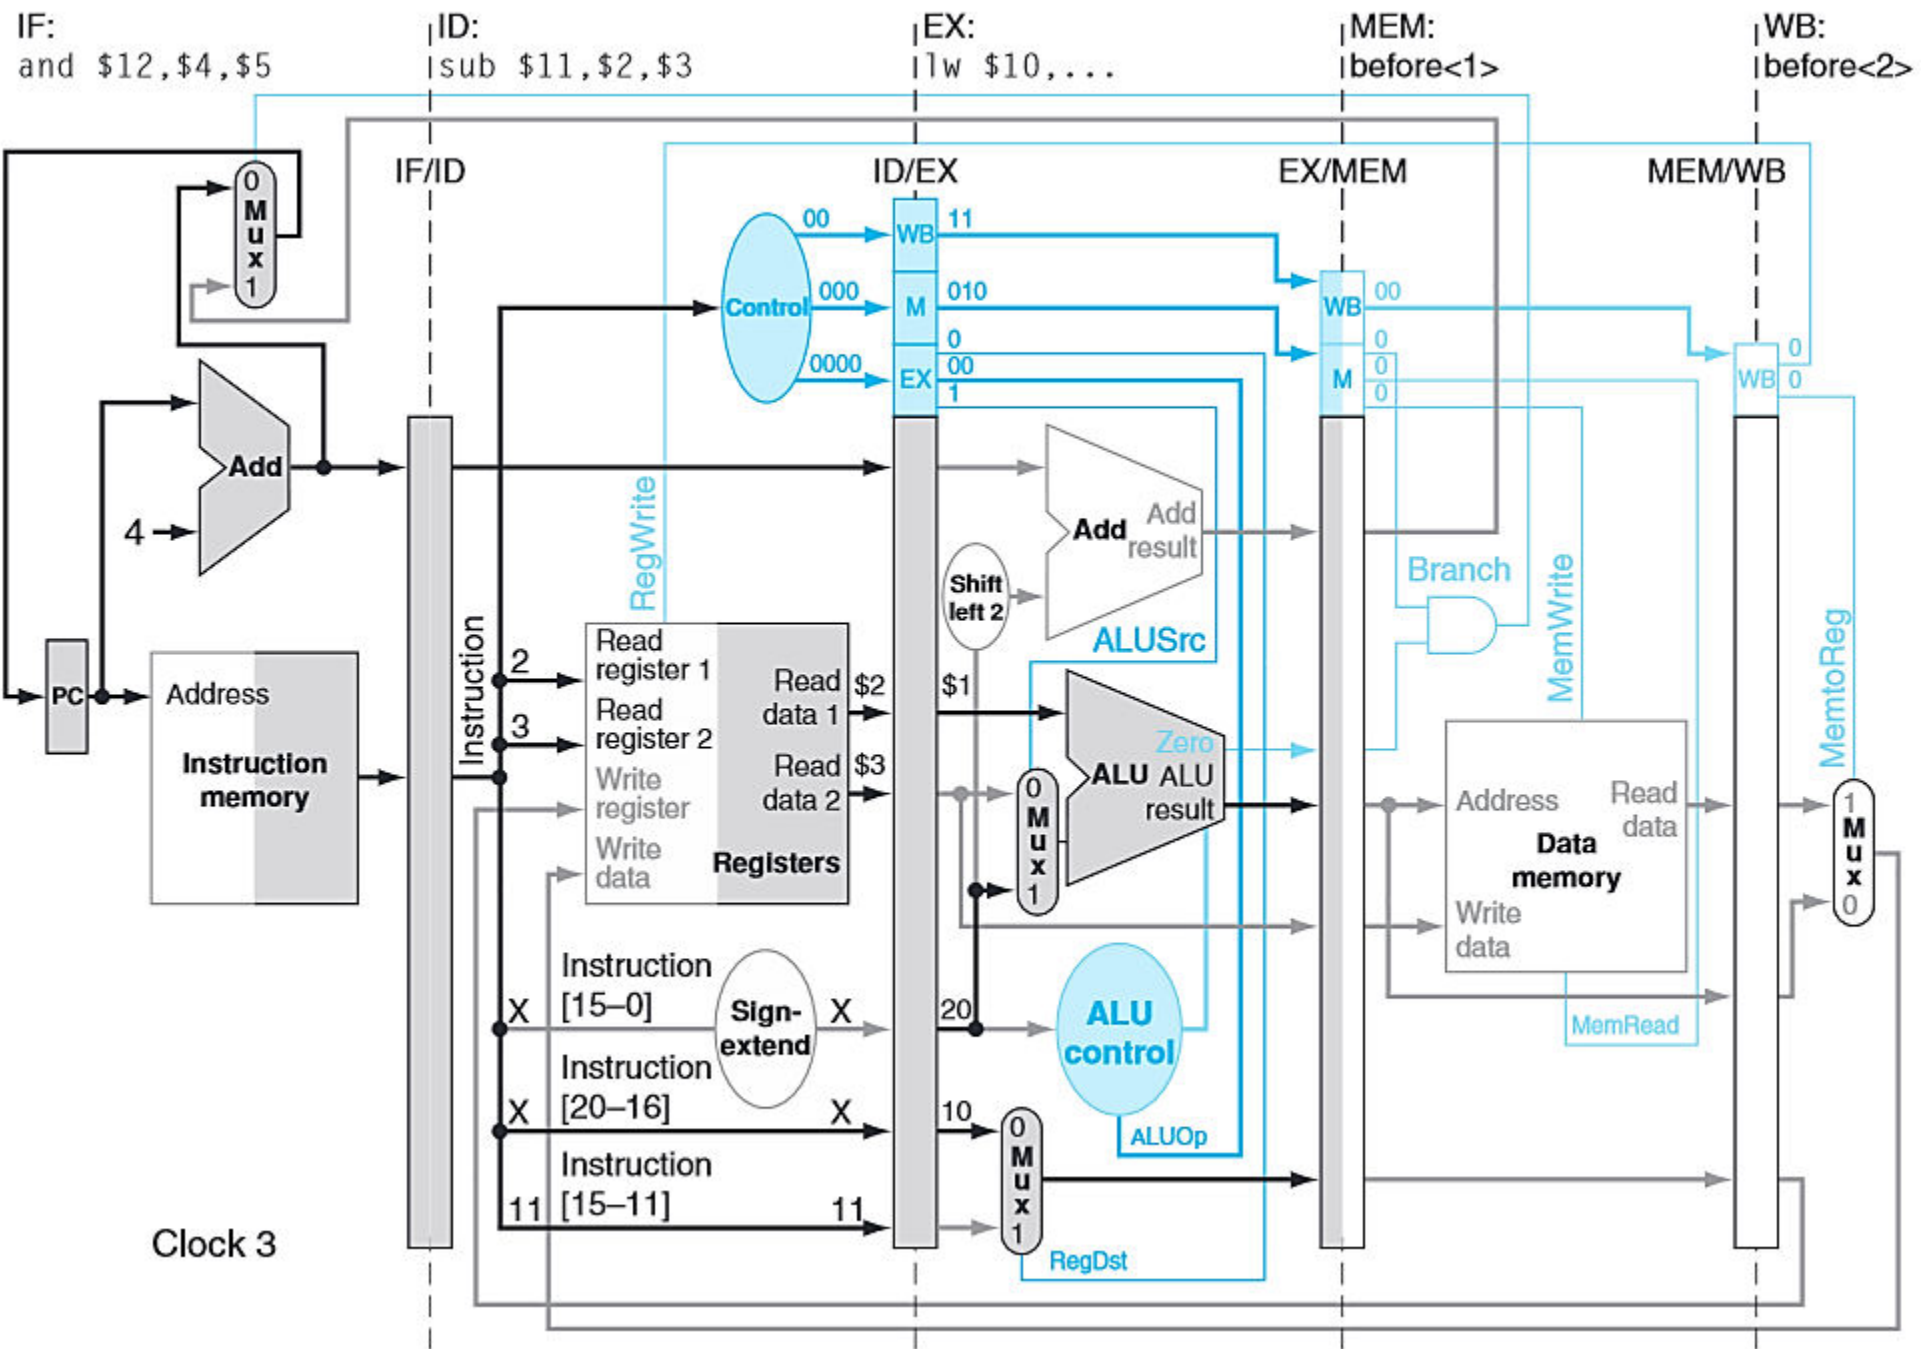 IF:
and $12,$4,$5
ID:
sub $11,$2,$3
EX:
lw $10,...
MEM:
before<1>
WB:
before<2>
IF/ID
ID/EX
EX/MEM
MEM/WB
0
M
u
x
1
Control
00
000
0000
WB
M
EX
11
010
0
00
1
WB
M
00
0
0
0
WB
0
0
Add
4
RegWrite
Add
Add
result
Shift
left 2
ALUSrc
Branch
MemWrite
MemtoReg
PC
Address
Instruction
memory
Instruction
2
3
Read
register 1
Read
register 2
Write
register
Write
data
Read
data 1
Read
data 2
Registers
$2
$3
$1
0
M
u
x
1
Zero
ALU
ALU
result
Address
Read
data
Data
memory
Write
data
MemRead
1
M
u
x
0
Instruction
[15–0]
X
Sign-
extend
X
20
ALU
control
Instruction
[20–16]
X
X
10
ALUOp
Instruction
[15–11]
11
11
0
M
u
x
1
RegDst
Clock 3